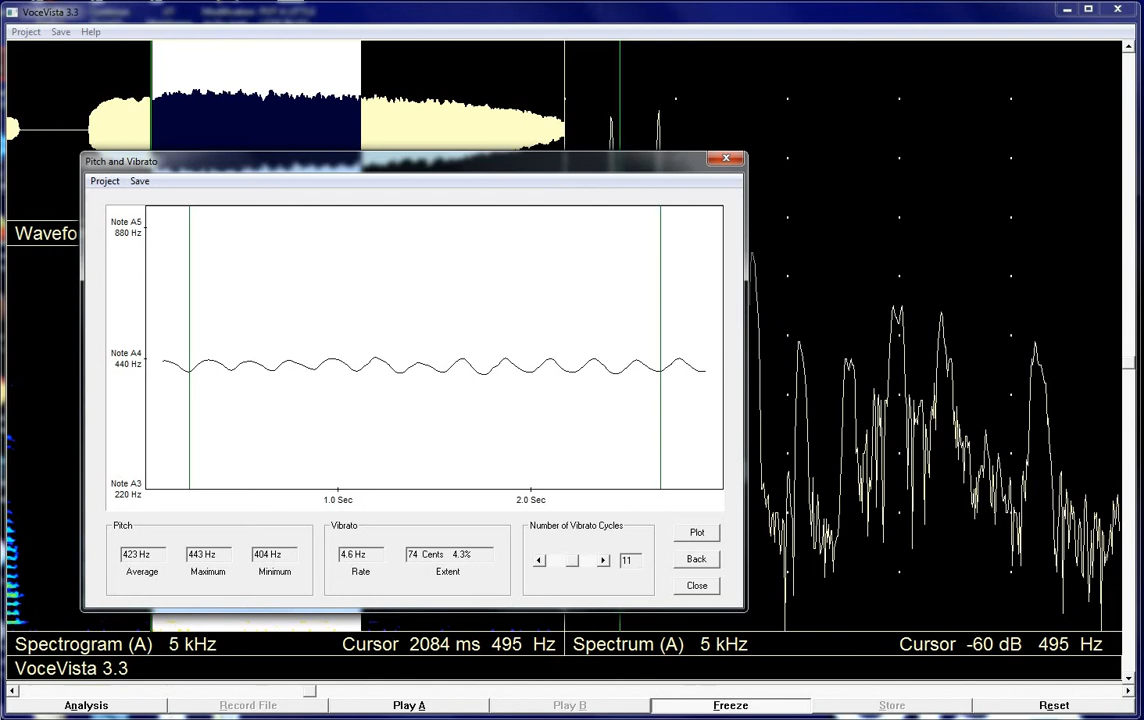 VoceVista 3.3
Project Save Help
Pitch and Vibrato
Project Save
Wavefo
Note A5
880 Hz
Note A4
440 Hz
Note A3
220 Hz
1.0 Sec 2.0 Sec
Pitch Vibrato Number of Vibrato Cycles
423 Hz 443 Hz 404 Hz 4.6 Hz 74 Cents 4.3% 11
Average Maximum Minimum Rate Extent
Plot
Back
Close
Spectrogram (A) 5 kHz Cursor 2084 ms 495 Hz Spectrum (A) 5 kHz Cursor -60 dB 495 Hz
VoceVista 3.3
Analysis Record File Play A Play B Freeze Store Reset